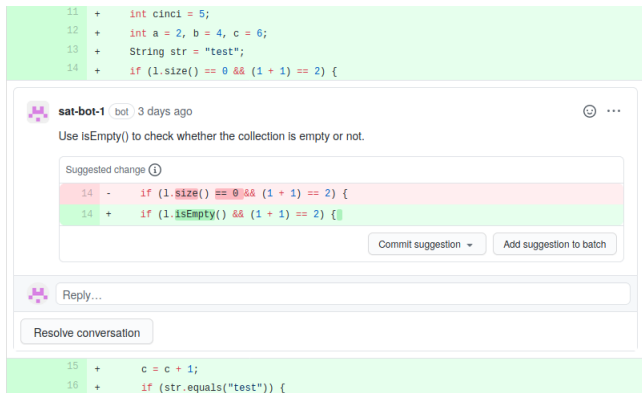 11 + int cinci = 5;
12 + int a = 2, b = 4, c = 6;
13 + String str = "test";
14 + if (l.size() == 0 && (1 + 1) == 2) {
sat-bot-1 bot 3 days ago
Use isEmpty() to check whether the collection is empty or not.
Suggested change
14 - if (l.size() == 0 && (1 + 1) == 2) {
14 + if (l.isEmpty() && (1 + 1) == 2) {
Commit suggestion Add suggestion to batch
Reply...
Resolve conversation
15 + c = c + 1;
16 + if (str.equals("test")) {